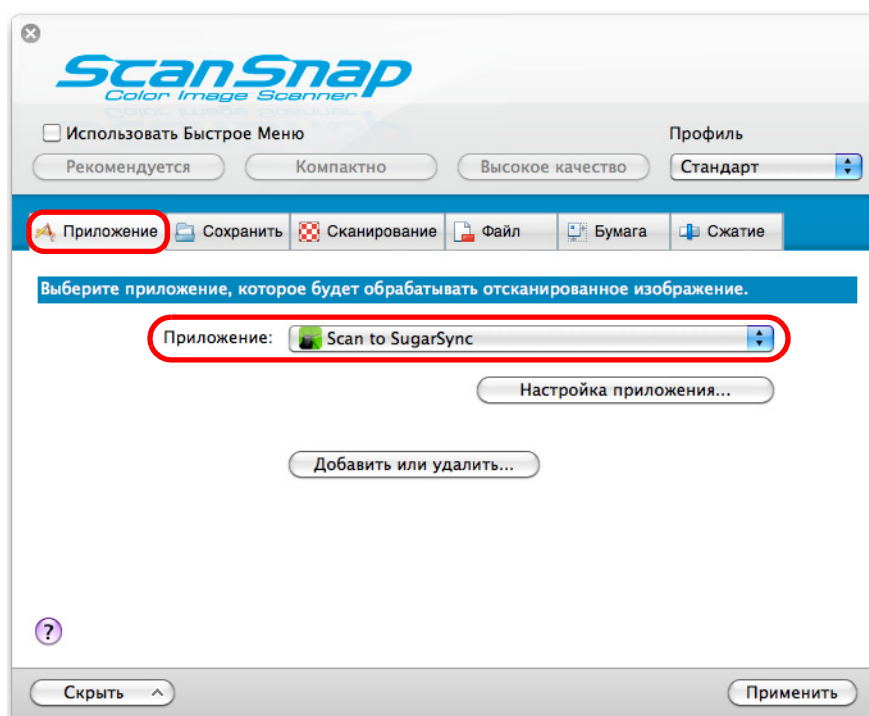 ScanSnap
Color Image Scanner
Использовать Быстрое Меню
Профиль
Рекомендуется Компактно Высокое качество Стандарт
Приложение Сохранить Сканирование Файл Бумага Сжатие
Выберите приложение, которое будет обрабатывать отсканированное изображение.
Приложение: Scan to SugarSync
Настройка приложения...
Добавить или удалить...
?
Скрыть Применить